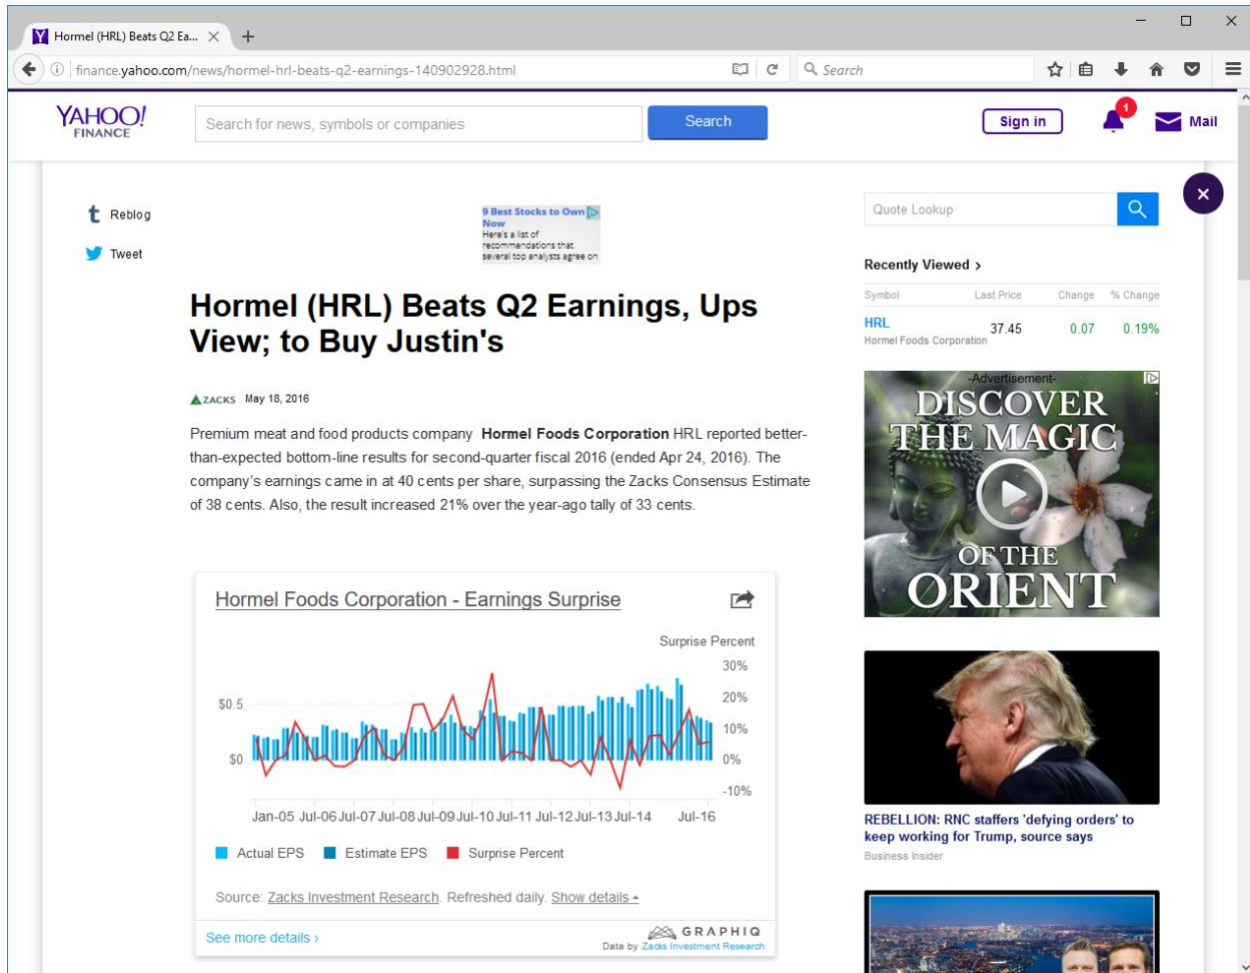 Hormel (HRL) Beats Q2 Ea...
finance.yahoo.com/news/hormel-hrl-beats-q2-earnings-140902928.html
Search
YAHOO!
FINANCE
Search for news, symbols or companies
Search
Sign in
1
Mail
Reblog
Tweet
9 Best Stocks to Own
Now
Here's a list of
recommendations that
several top analysts agree on
Hormel (HRL) Beats Q2 Earnings, Ups
View; to Buy Justin's
ZACKS May 18, 2016
Premium meat and food products company Hormel Foods Corporation HRL reported better-
than-expected bottom-line results for second-quarter fiscal 2016 (ended Apr 24, 2016). The
company's earnings came in at 40 cents per share, surpassing the Zacks Consensus Estimate
of 38 cents. Also, the result increased 21% over the year-ago tally of 33 cents.
Hormel Foods Corporation - Earnings Surprise
Surprise Percent
30%
$0.5
20%
10%
$0
0%
-10%
Jan-05 Jul-06 Jul-07 Jul-08 Jul-09 Jul-10 Jul-11 Jul-12 Jul-13 Jul-14 Jul-16
Actual EPS Estimate EPS Surprise Percent
Source: Zacks Investment Research. Refreshed daily. Show details
See more details ›
GRAPHIQ
Data by Zacks Investment Research
Quote Lookup
Recently Viewed ›
Symbol Last Price Change % Change
HRL 37.45 0.07 0.19%
Hormel Foods Corporation
-Advertisement-
DISCOVER
THE MAGIC
OF THE
ORIENT
REBELLION: RNC staffers 'defying orders' to
keep working for Trump, source says
Business Insider